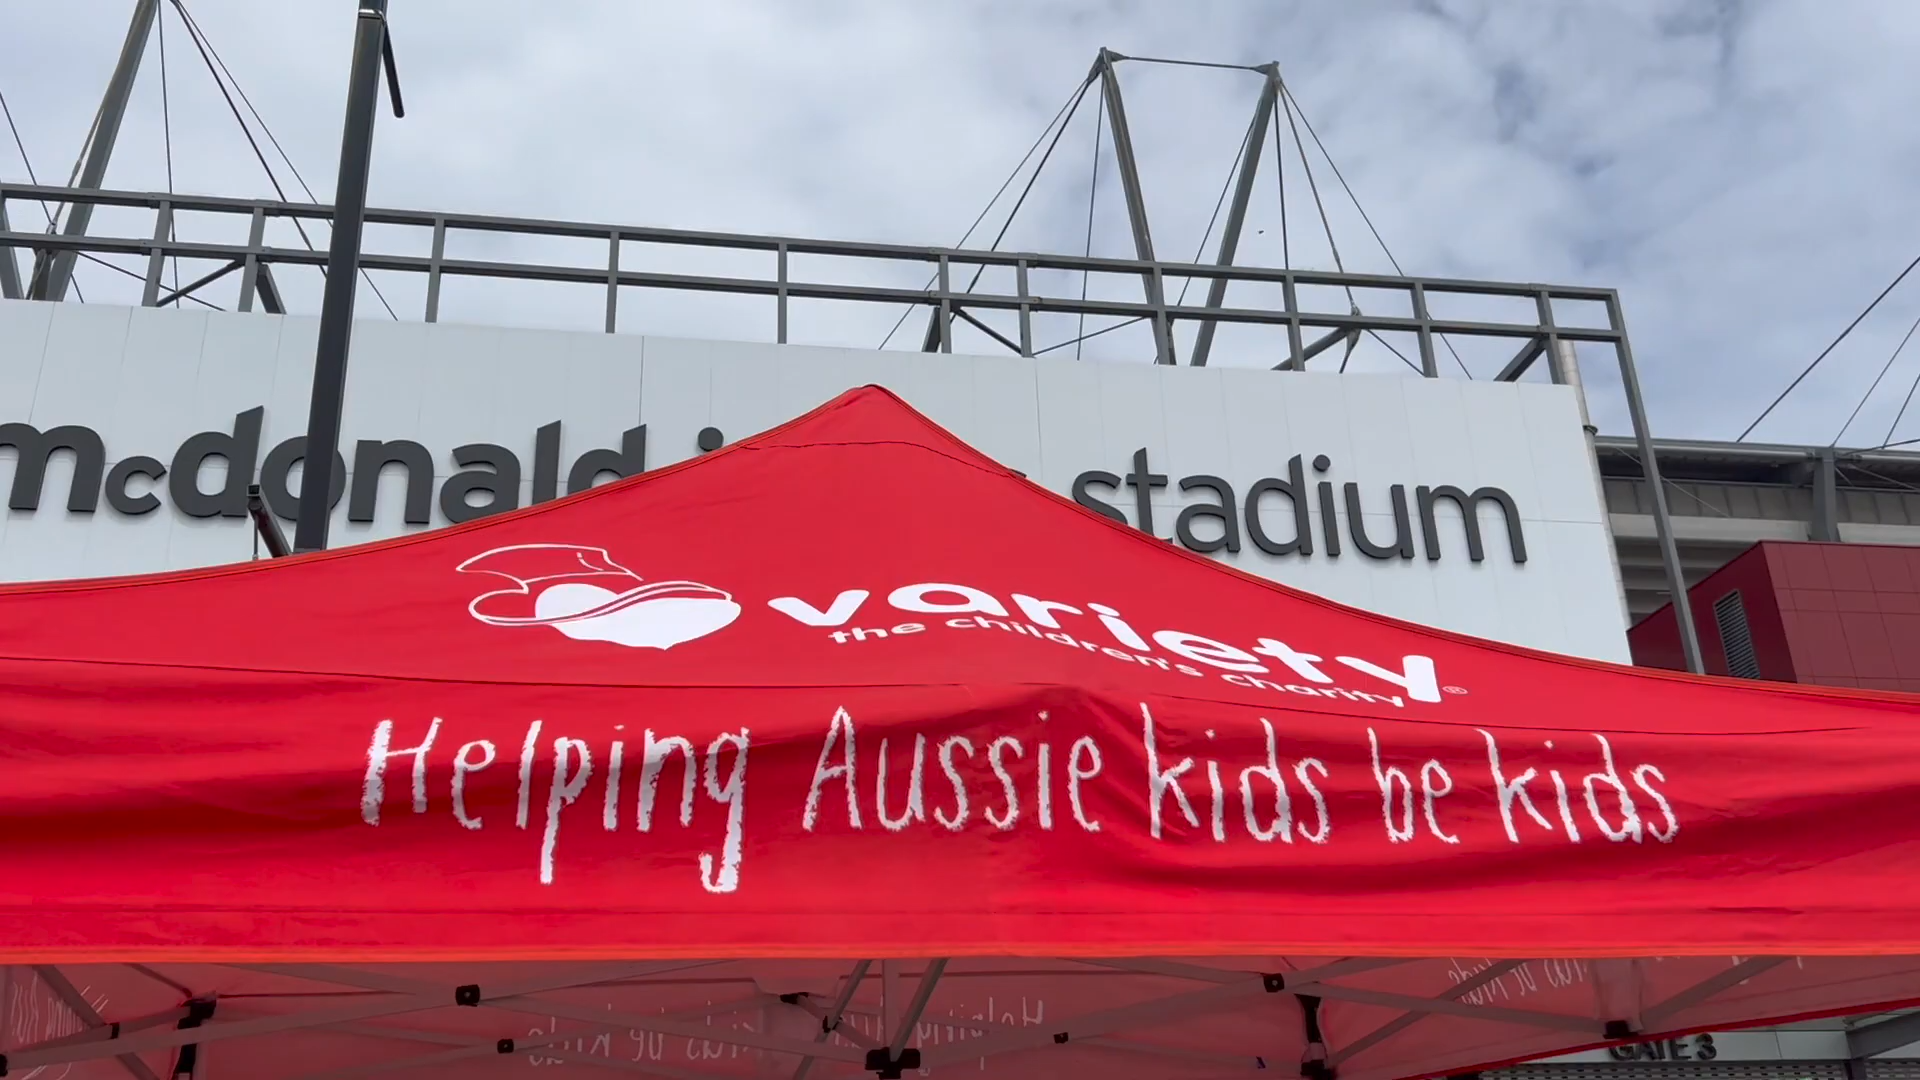 mcdonald stadium
variety
the children's charity
Helping Aussie kids be kids
GATE 3